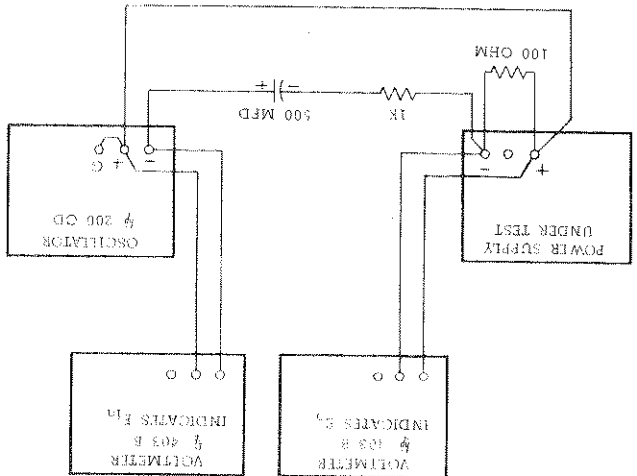 VOLTMETER
hp 403 B
INDICATES Eo
VOLTMETER
hp 403 B
INDICATES Ein
POWER SUPPLY
UNDER TEST
+ -
OSCILLATOR
hp 200 CD
- + G
1K
500 MFD
- +
100 OHM